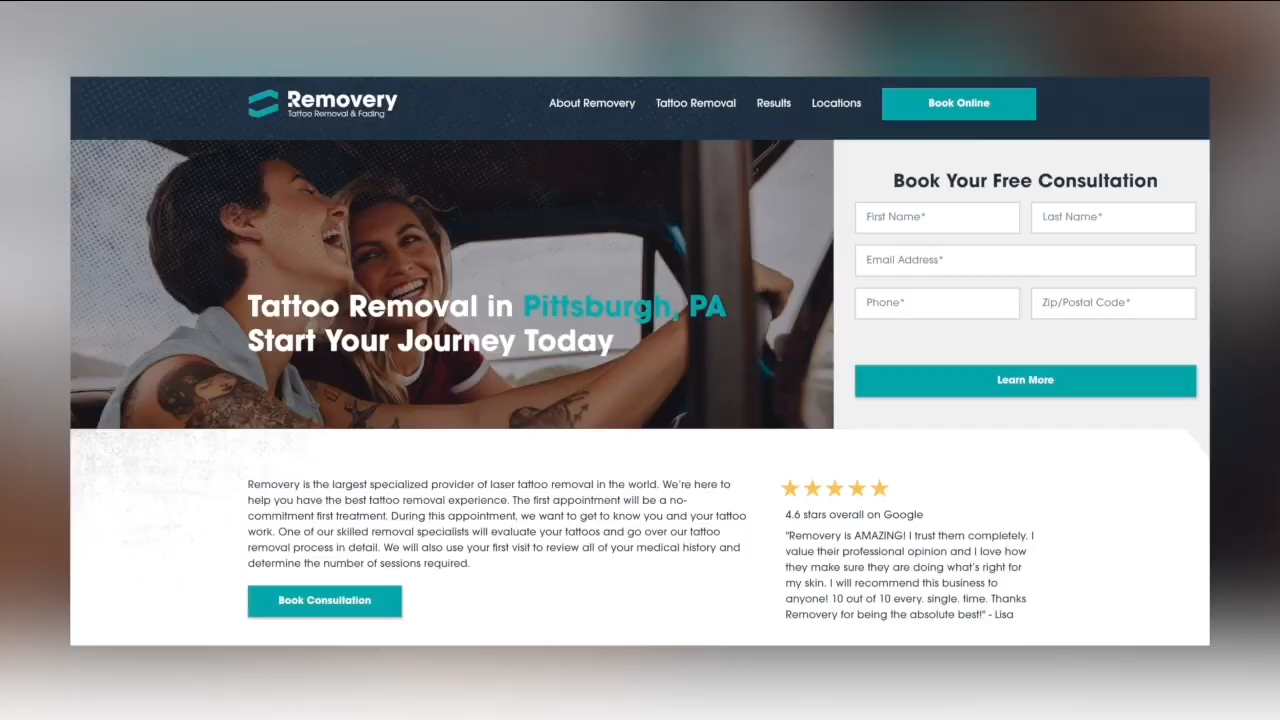 Removery
Tattoo Removal & Fading
About Removery
Tattoo Removal
Results
Locations
Book Online
Tattoo Removal in Pittsburgh, PA
Start Your Journey Today
Book Your Free Consultation
First Name*
Last Name*
Email Address*
Phone*
Zip/Postal Code*
Learn More
Removery is the largest specialized provider of laser tattoo removal in the world. We're here to
help you have the best tattoo removal experience. The first appointment will be a no-
commitment first treatment. During this appointment, we want to get to know you and your tattoo
work. One of our skilled removal specialists will evaluate your tattoos and go over our tattoo
removal process in detail. We will also use your first visit to review all of your medical history and
determine the number of sessions required.
Book Consultation
4.6 stars overall on Google
"Removery is AMAZING! I trust them completely. I
value their professional opinion and I love how
they make sure they are doing what's right for
my skin. I will recommend this business to
anyone! 10 out of 10 every. single. time. Thanks
Removery for being the absolute best!" - Lisa